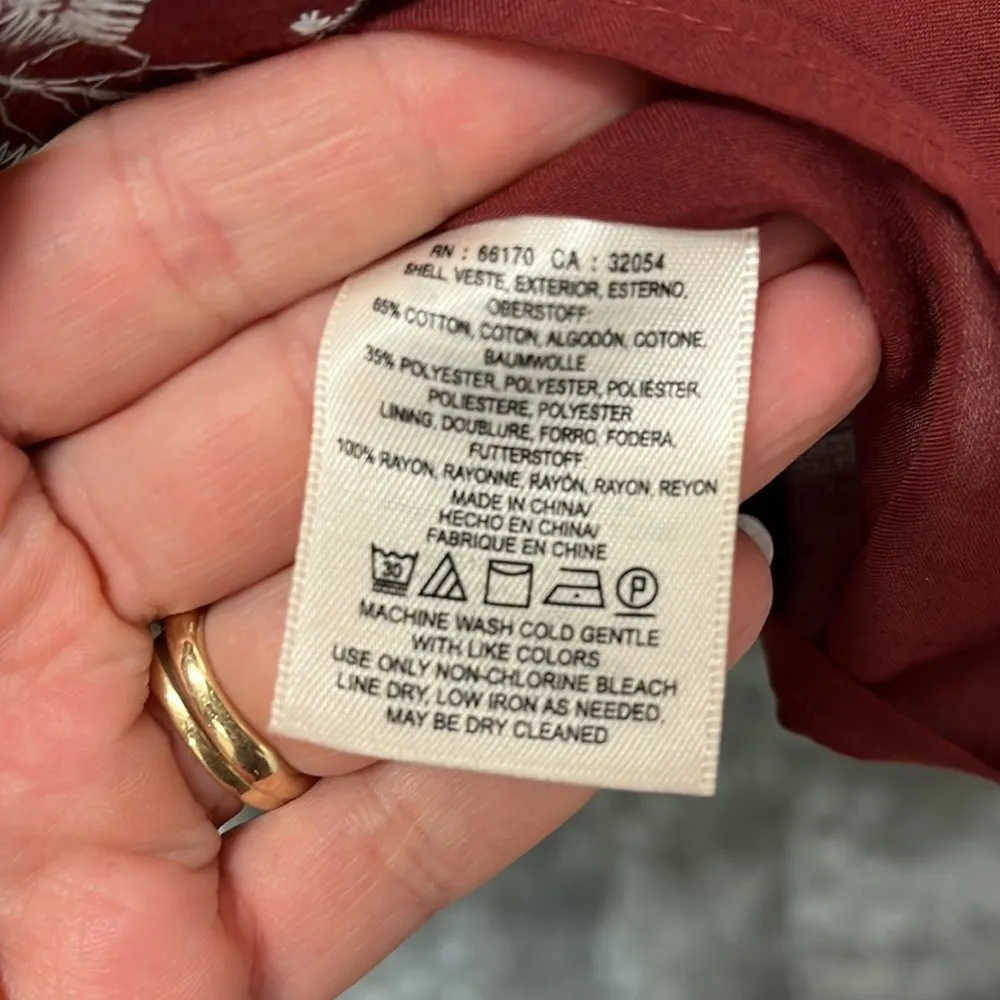 RN : 66170 CA : 32054
SHELL, VESTE, EXTERIOR, ESTERNO,
OBERSTOFF:
65% COTTON, COTON, ALGODÓN, COTONE,
BAUMWOLLE
35% POLYESTER, POLYESTER, POLIÉSTER,
POLIESTERE, POLYESTER
LINING, DOUBLURE, FORRO, FODERA,
FUTTERSTOFF:
100% RAYON, RAYONNE, RAYÓN, RAYON, REYON
MADE IN CHINA/
HECHO EN CHINA/
FABRIQUE EN CHINE
30 P
MACHINE WASH COLD GENTLE
WITH LIKE COLORS
USE ONLY NON-CHLORINE BLEACH
LINE DRY, LOW IRON AS NEEDED,
MAY BE DRY CLEANED